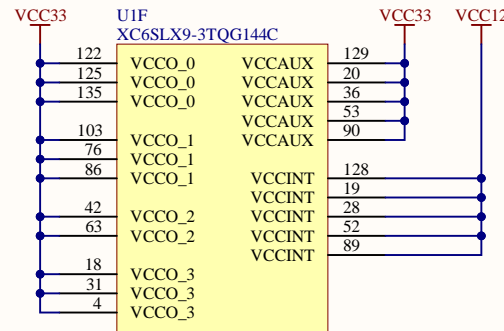 VCC33 U1F VCC33 VCC12
XC6SLX9-3TQG144C
122 VCCO_0 VCCAUX 129
125 VCCO_0 VCCAUX 20
135 VCCO_0 VCCAUX 36
VCCAUX 53
103 VCCO_1 VCCAUX 90
76 VCCO_1
86 VCCO_1 VCCINT 128
VCCINT 19
42 VCCO_2 VCCINT 28
63 VCCO_2 VCCINT 52
VCCINT 89
18 VCCO_3
31 VCCO_3
4 VCCO_3